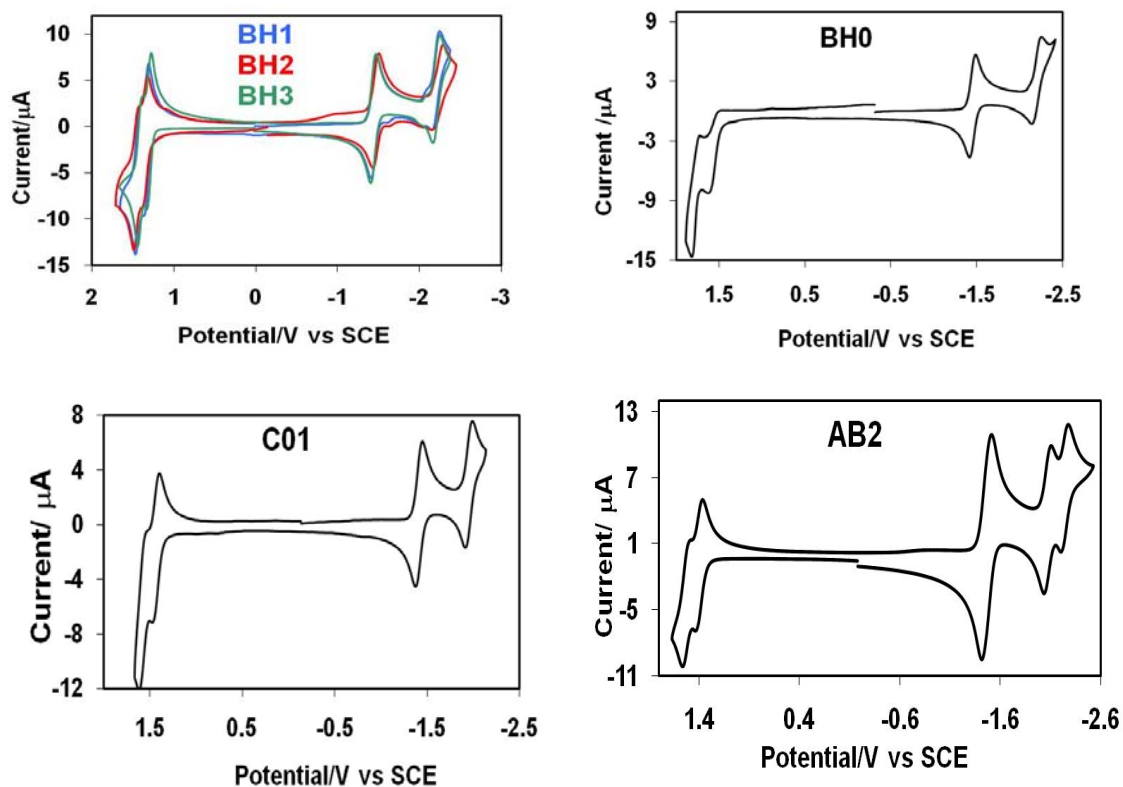 BH1
BH2
BH3
10
5
0
-5
-10
-15
2 1 0 -1 -2 -3
Current/μA
Potential/V vs SCE
BH0
9
3
-3
-9
-15
1.5 0.5 -0.5 -1.5 -2.5
Current /μA
Potential/V vs SCE
C01
8
4
0
-4
-8
-12
1.5 0.5 -0.5 -1.5 -2.5
Current/ μA
Potential/V vs SCE
AB2
13
7
1
-5
-11
1.4 0.4 -0.6 -1.6 -2.6
Current/ μA
Potential/V vs SCE